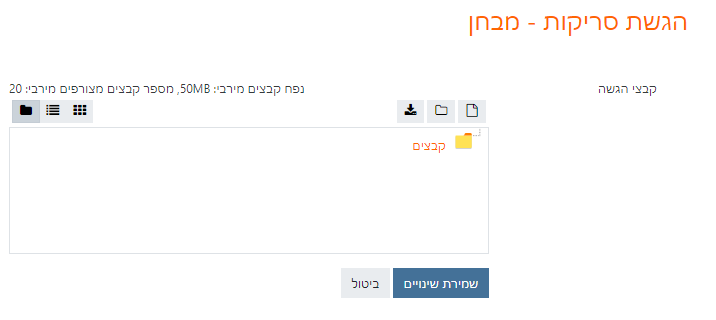 הגשת סריקות - מבחן
קבצי הגשה
נפח קבצים מירבי: 50MB, מספר קבצים מצורפים מירבי: 20
קבצים
שמירת שינויים
ביטול